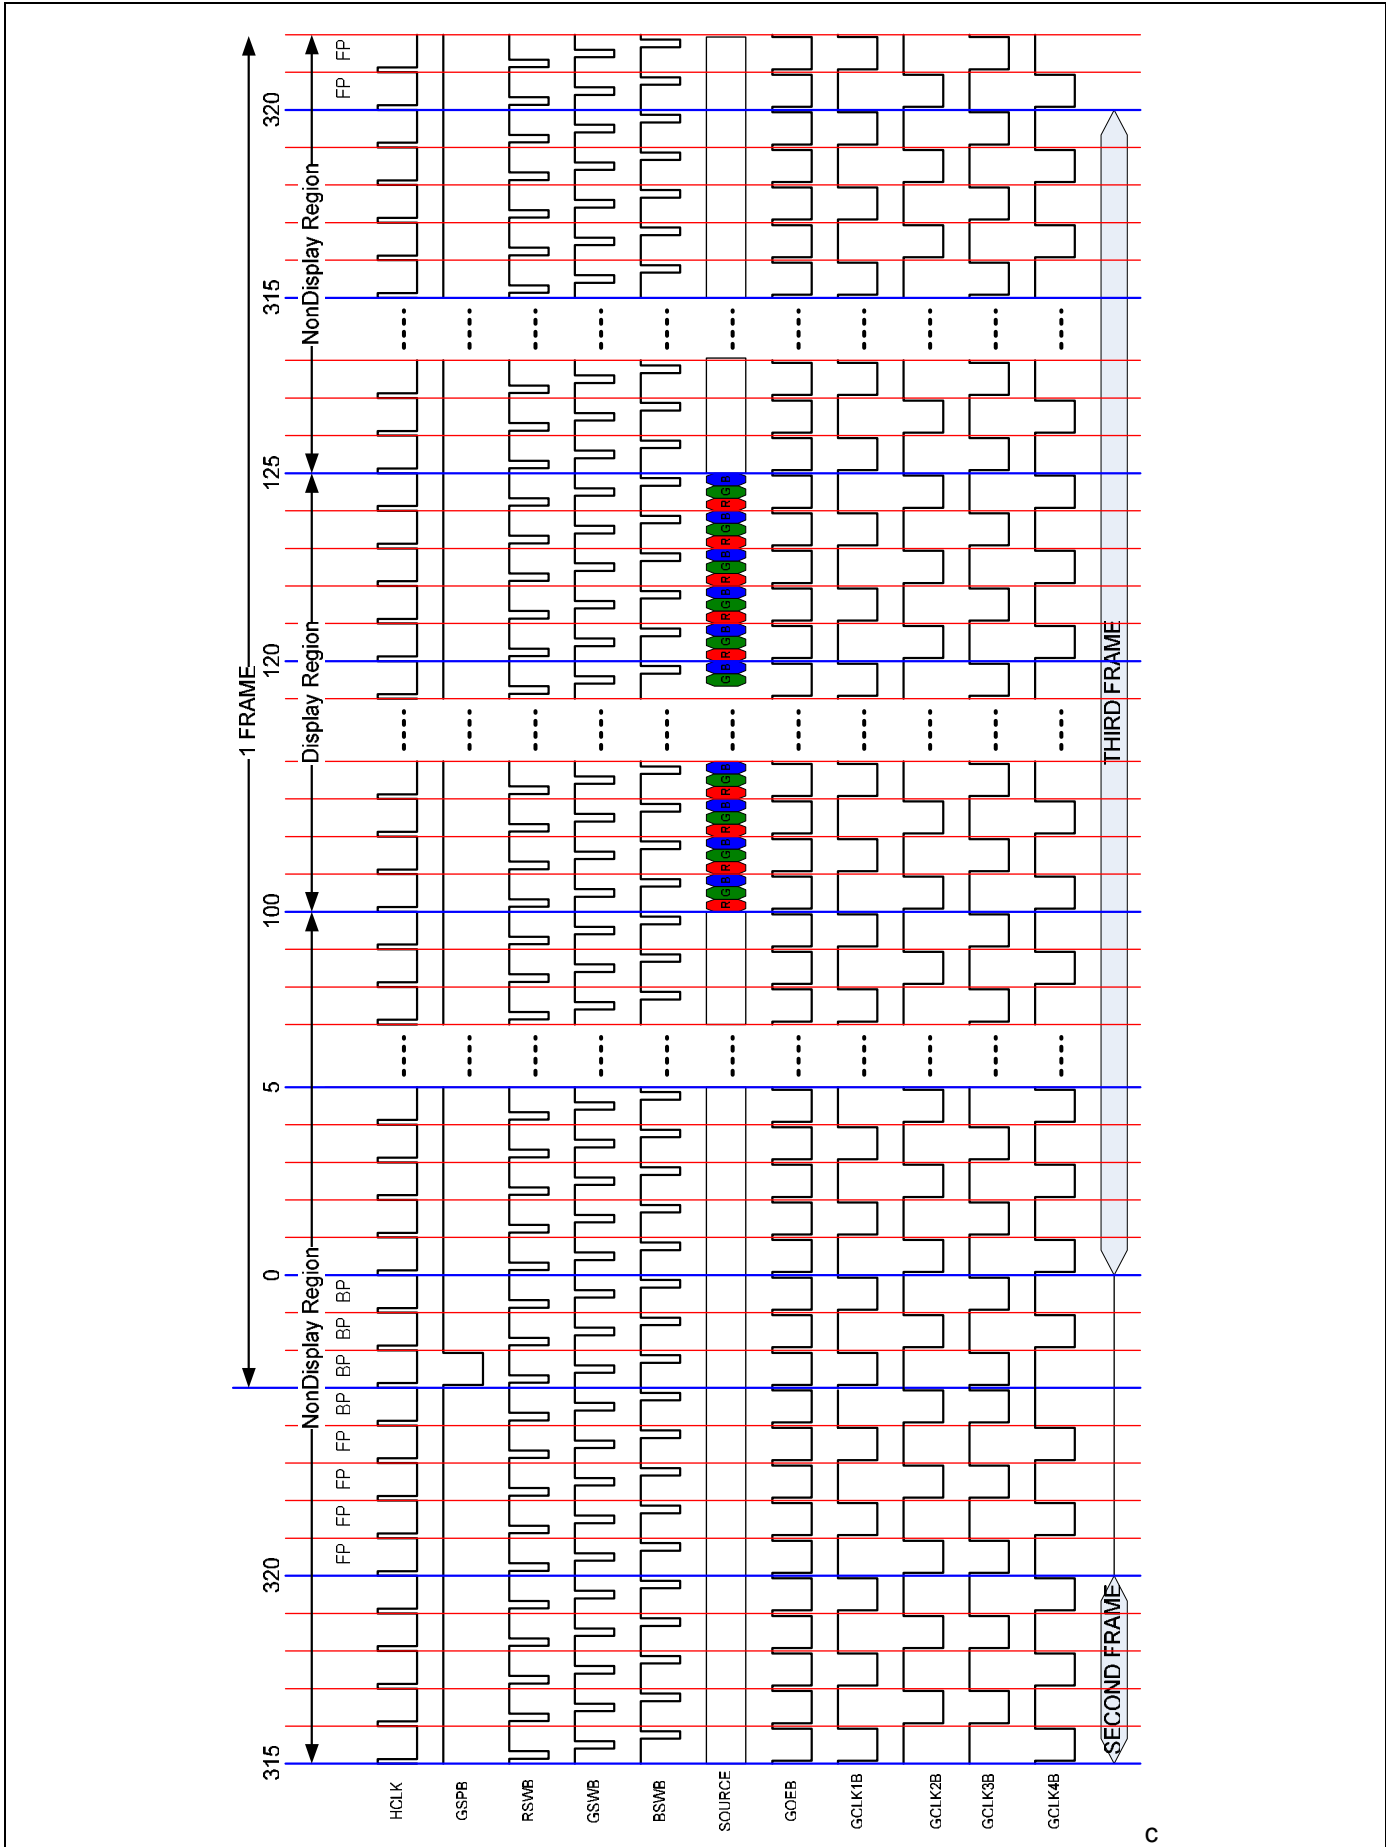 1 FRAME
315 320 0 5 100 120 125 315 320
NonDisplay Region Display Region NonDisplay Region
FP FP FP FP BP BP BP BP FP FP
HCLK
GSPB
RSWB
GSWB
BSWB
SOURCE R G B R G B R G B R G B G B R G B R G B R G B R G B R G B
GOEB
GCLK1B
GCLK2B
GCLK3B
GCLK4B
SECOND FRAME THIRD FRAME
c